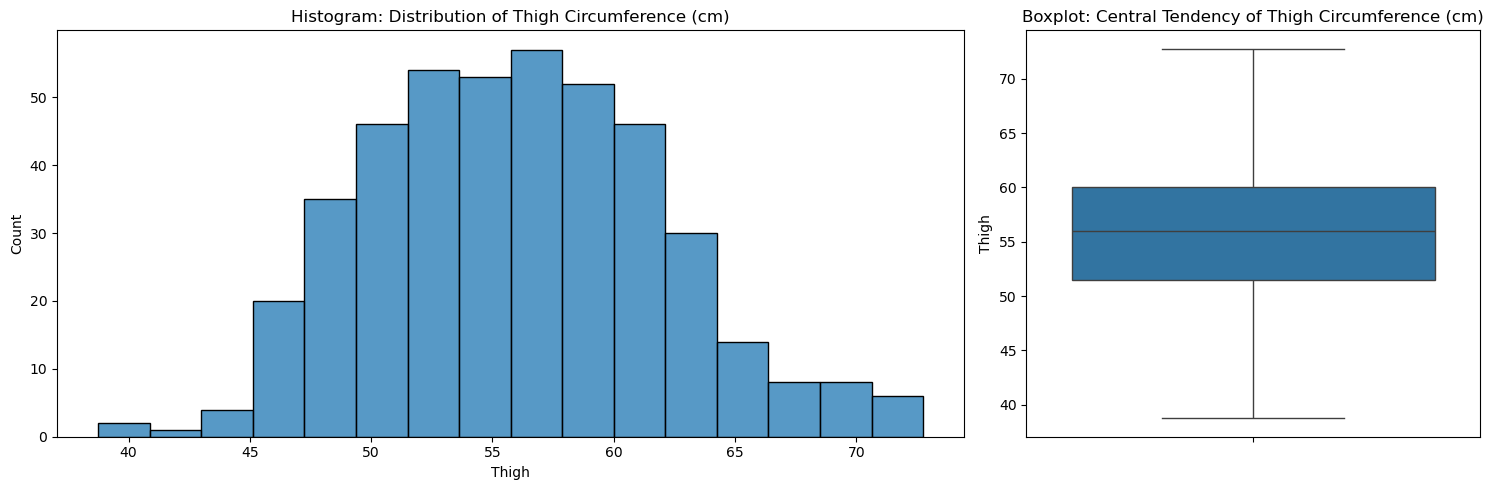 Histogram: Distribution of Thigh Circumference (cm)
Count
50
40
30
20
10
0
40 45 50 55 60 65 70
Thigh
Boxplot: Central Tendency of Thigh Circumference (cm)
Thigh
70
65
60
55
50
45
40